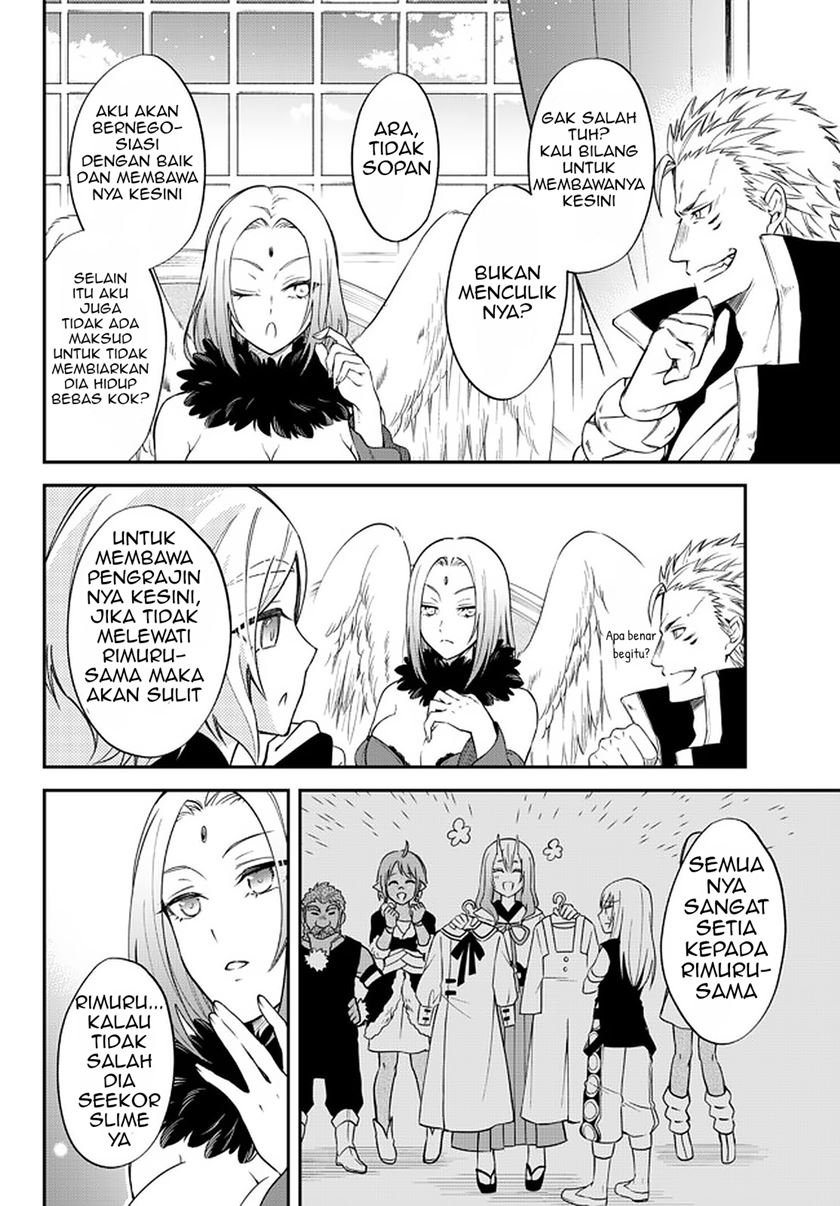 GAK SALAH
TUH?
KAU BILANG
UNTUK
MEMBAWANYA
KESINI
BUKAN
MENCULIK
NYA?
ARA,
TIDAK
SOPAN
AKU AKAN
BERNEGO-
SIASI
DENGAN BAIK
DAN MEMBAWA
NYA KESINI
SELAIN
ITU AKU
JUGA
TIDAK ADA
MAKSUD
UNTUK TIDAK
MEMBIARKAN
DIA HIDUP
BEBAS KOK?
Apa benar
begitu?
UNTUK
MEMBAWA
PENGRAJIN
NYA KESINI,
JIKA TIDAK
MELEWATI
RIMURU-
SAMA MAKA
AKAN SULIT
SEMUA
NYA
SANGAT
SETIA
KEPADA
RIMURU-
SAMA
RIMURU...
KALAU
TIDAK
SALAH
DIA
SEEKOR
SLIME
YA